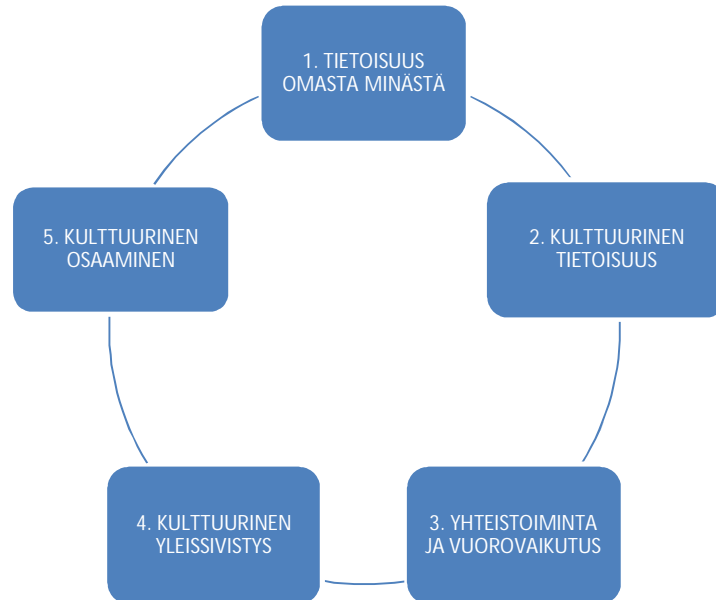 1. TIETOISUUS
OMASTA MINÄSTÄ
2. KULTTUURINEN
TIETOISUUS
3. YHTEISTOIMINTA
JA VUOROVAIKUTUS
4. KULTTUURINEN
YLEISSIVISTYS
5. KULTTUURINEN
OSAAMINEN